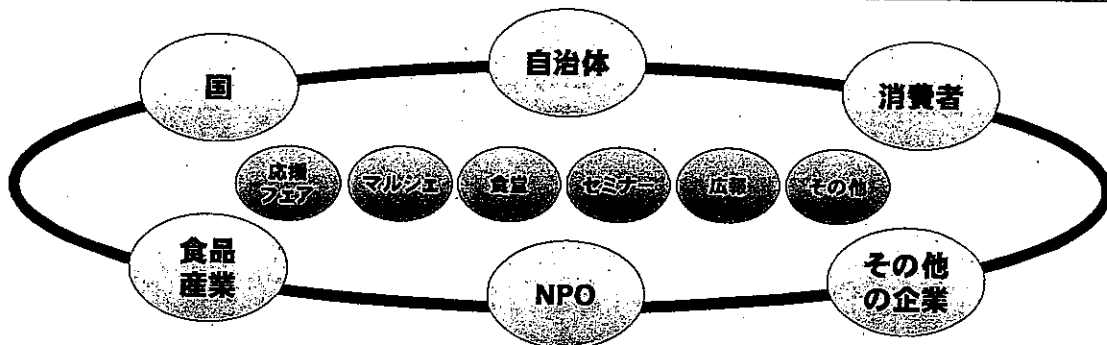 国
自治体
消費者
応援
フェア
マルシェ
食堂
セミナー
広報
その他
食品
産業
NPO
その他
の企業